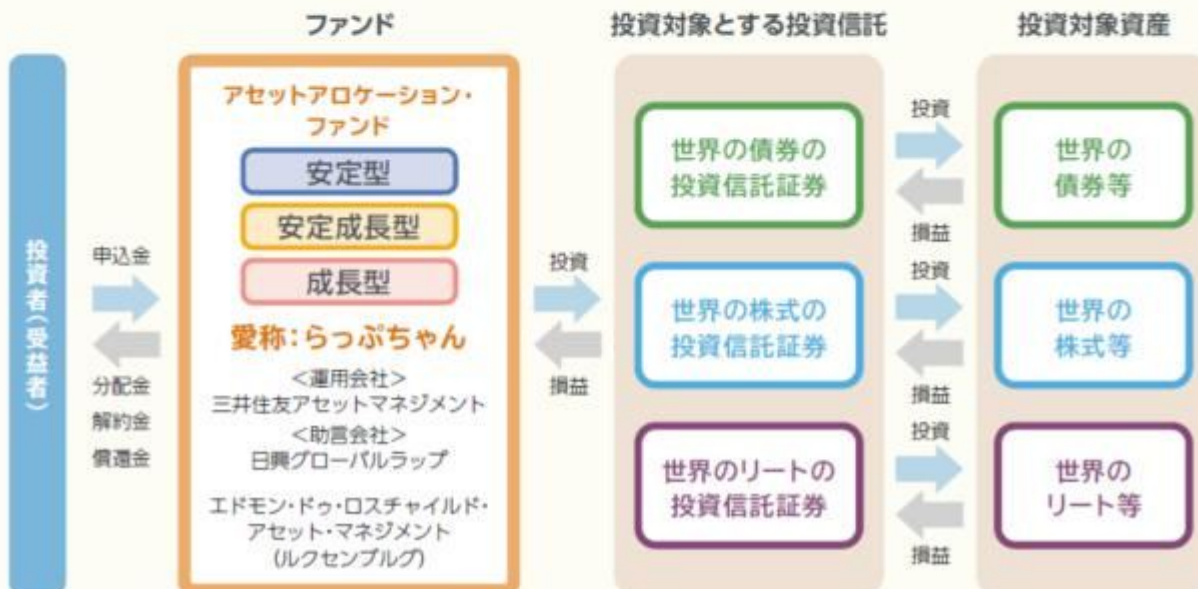 ファンド
投資対象とする投資信託
投資対象資産
投資者(受益者)
申込金
分配金
解約金
償還金
アセットアロケーション・
ファンド
安定型
安定成長型
成長型
愛称：らっぷちゃん
＜運用会社＞
三井住友アセットマネジメント
＜助言会社＞
日興グローバルラップ
エドモン・ドゥ・ロスチャイルド・
アセット・マネジメント
(ルクセンブルグ)
投資
損益
世界の債券の
投資信託証券
投資
損益
世界の
債券等
世界の株式の
投資信託証券
投資
損益
世界の
株式等
世界のリートの
投資信託証券
投資
損益
世界の
リート等